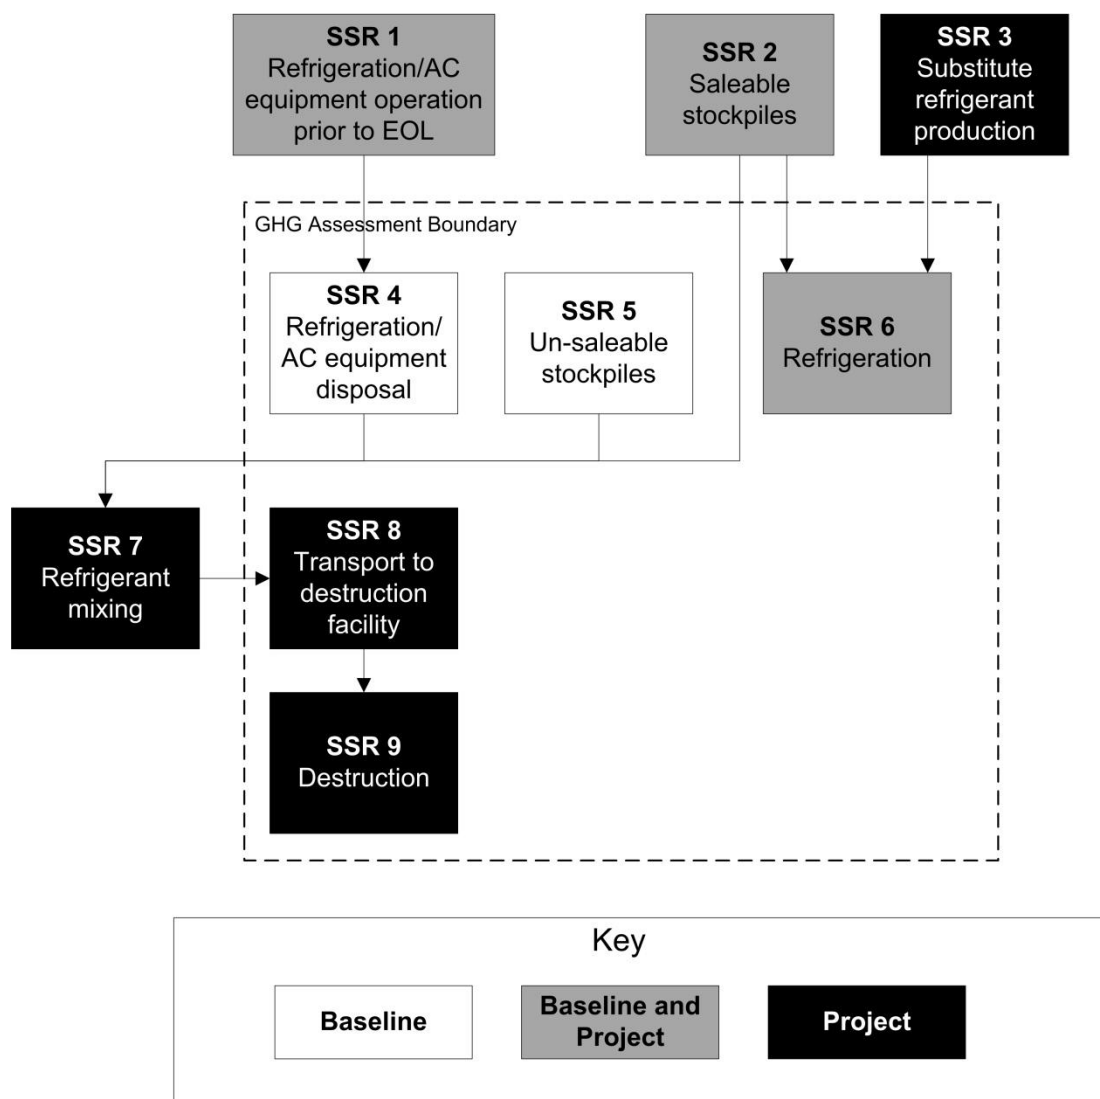 SSR 1
Refrigeration/AC
equipment operation
prior to EOL
SSR 2
Saleable
stockpiles
SSR 3
Substitute
refrigerant
production
GHG Assessment Boundary
SSR 4
Refrigeration/
AC equipment
disposal
SSR 5
Un-saleable
stockpiles
SSR 6
Refrigeration
SSR 7
Refrigerant
mixing
SSR 8
Transport to
destruction
facility
SSR 9
Destruction
Key
Baseline
Baseline and
Project
Project